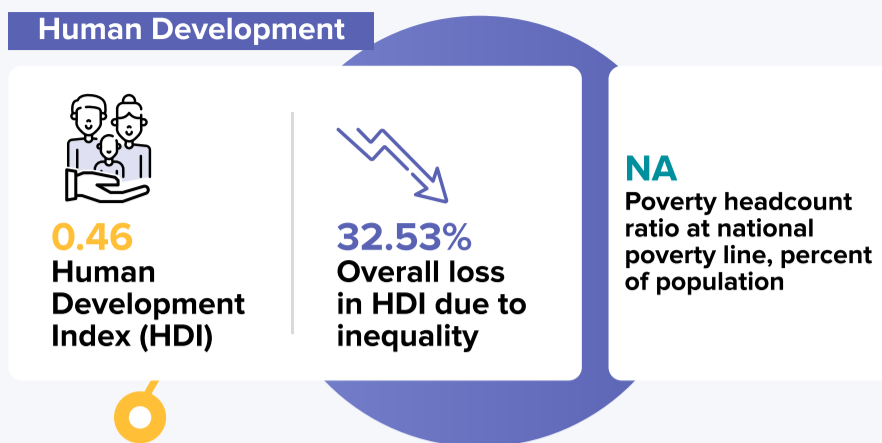 Human Development
0.46
Human
Development
Index (HDI)
32.53%
Overall loss
in HDI due to
inequality
NA
Poverty headcount
ratio at national
poverty line, percent
of population